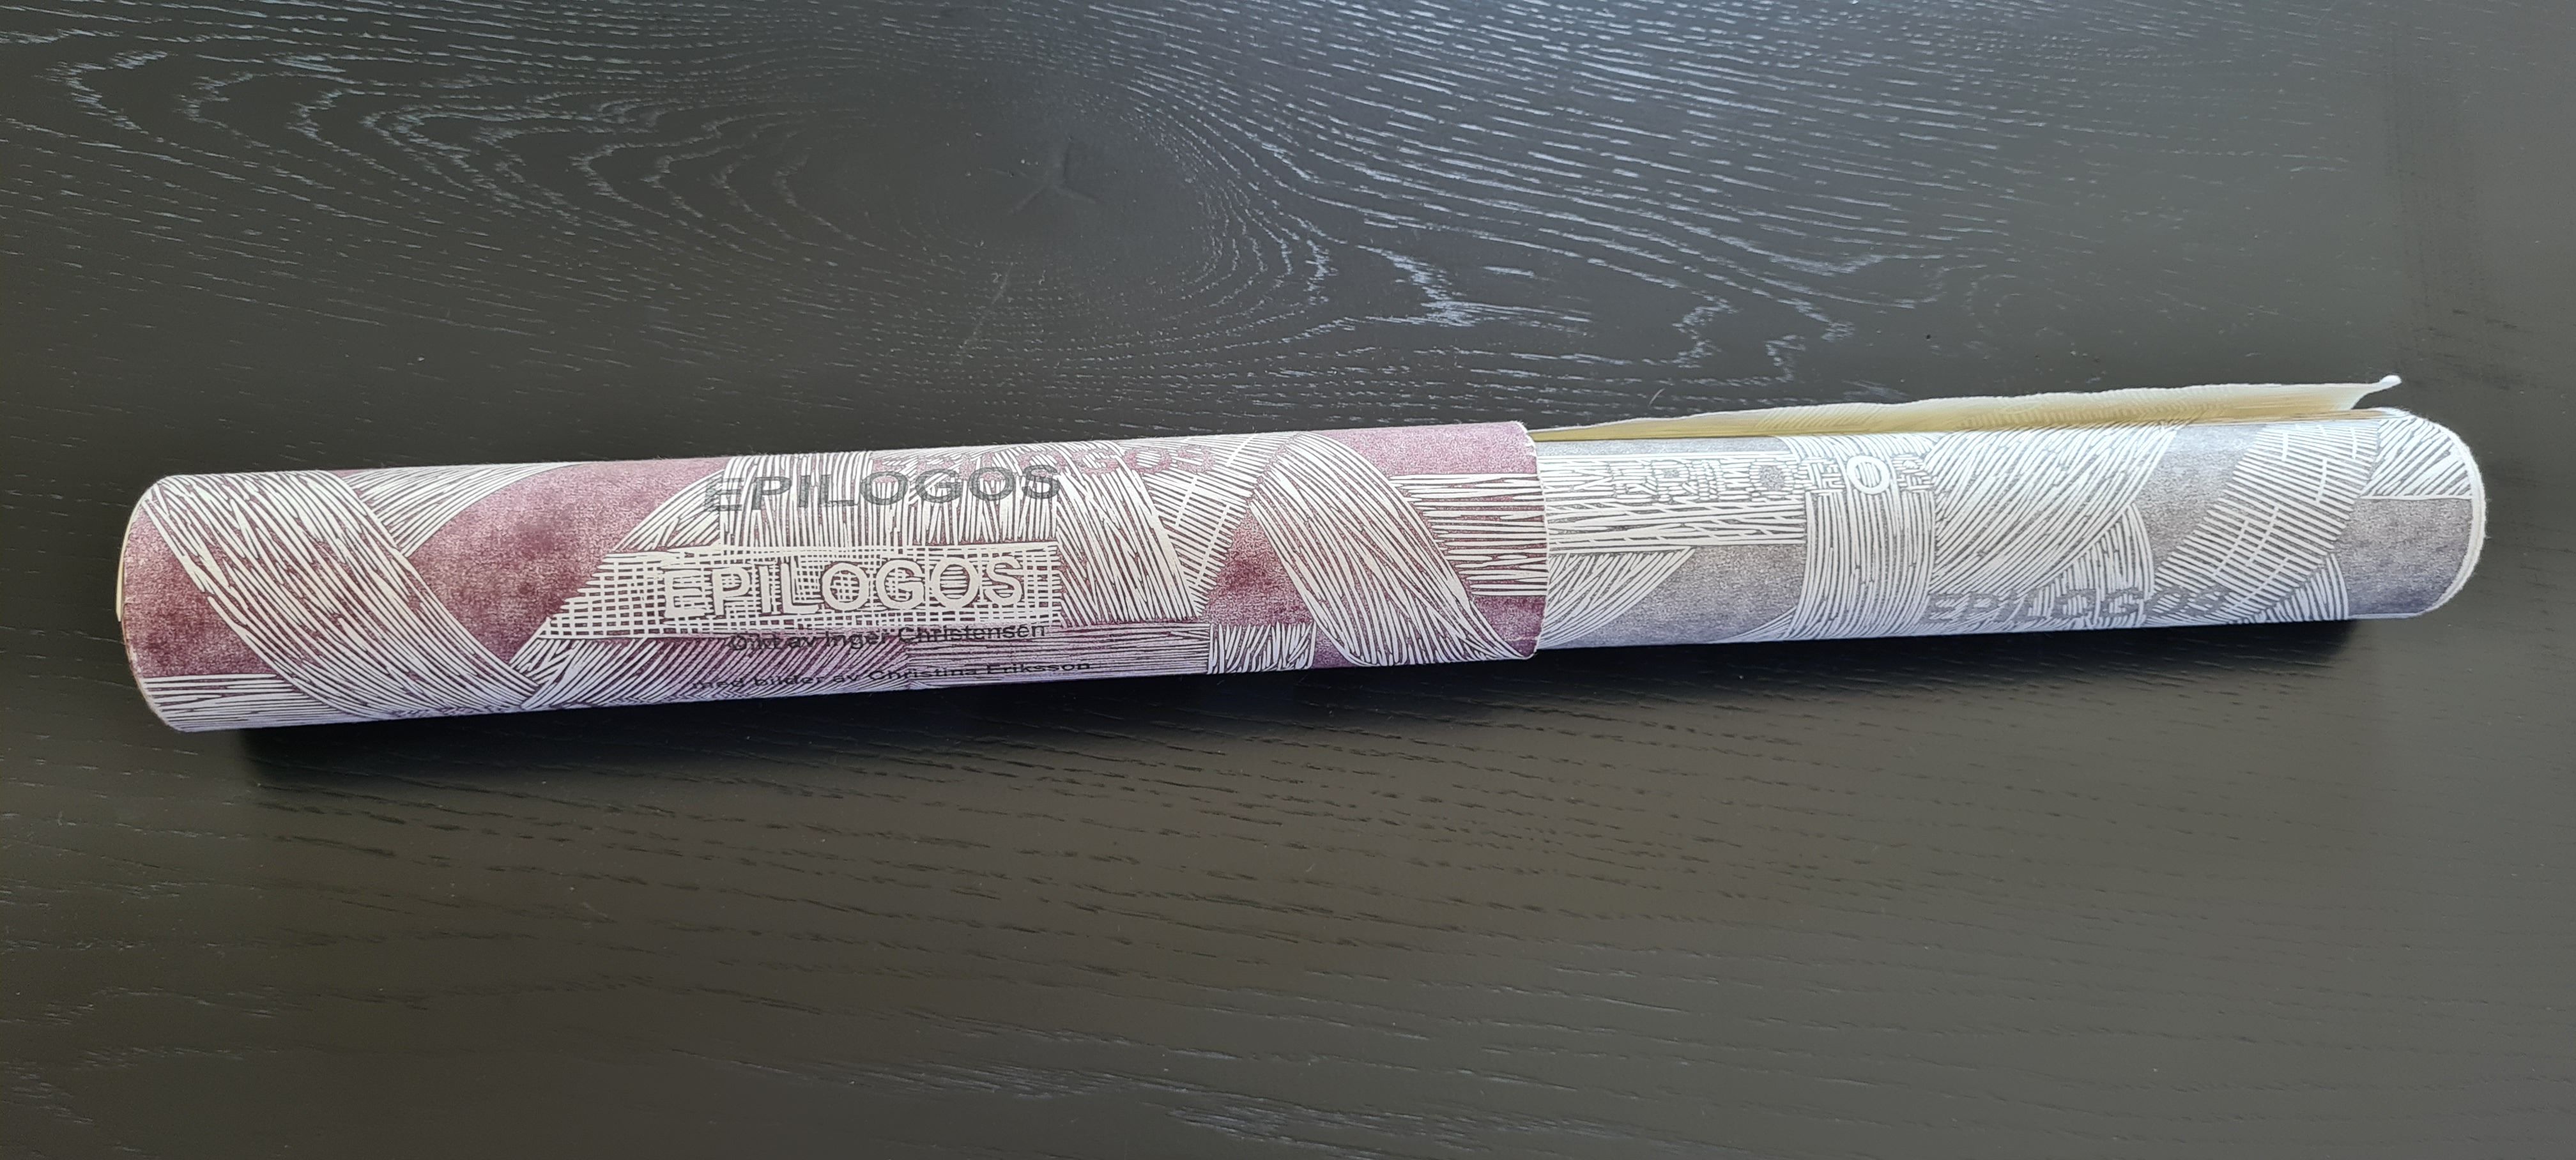 EPILOGOS
EPILOGOS
EPILOGOS
Dikt av Inger Christensen
med bilder av Christina Eriksson
EPILOGOS